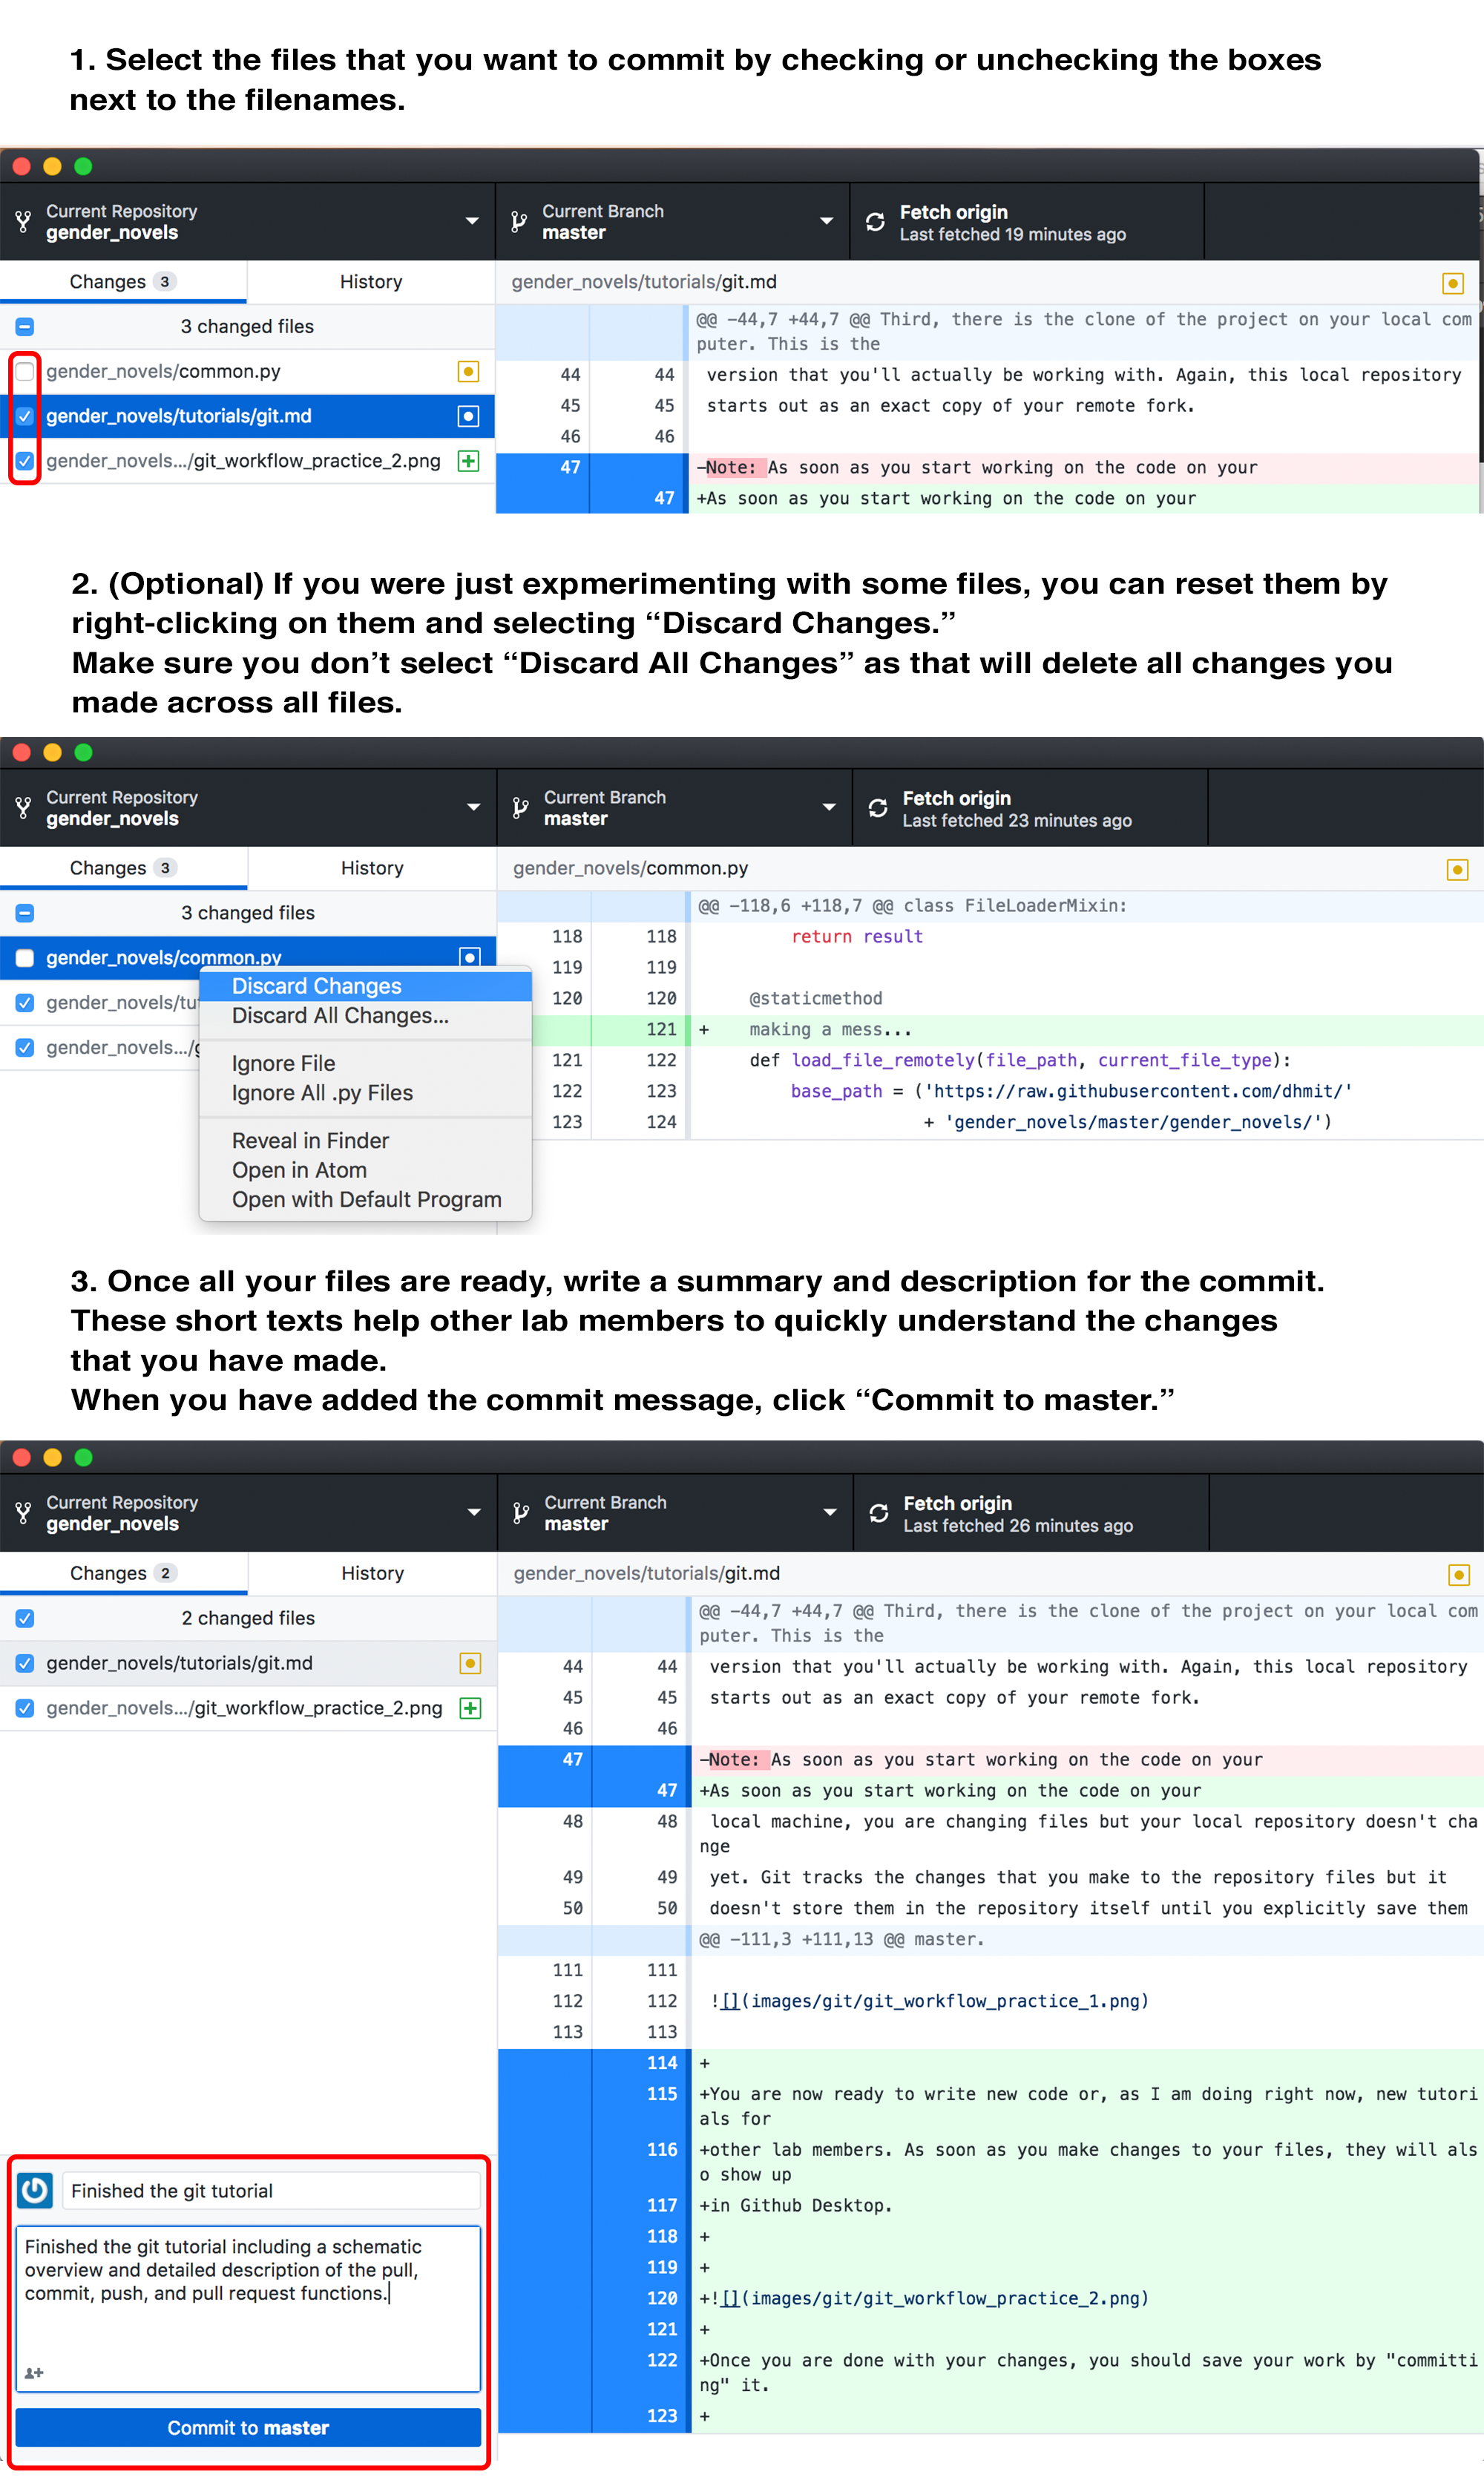 1. Select the files that you want to commit by checking or unchecking the boxes
next to the filenames.
Current Repository
gender_novels
Current Branch
master
Fetch origin
Last fetched 19 minutes ago
Changes 3
History
gender_novels/tutorials/git.md
3 changed files
gender_novels/common.py
gender_novels/tutorials/git.md
gender_novels.../git_workflow_practice_2.png
@@ -44,7 +44,7 @@ Third, there is the clone of the project on your local com
puter. This is the
44 44 version that you'll actually be working with. Again, this local repository
45 45 starts out as an exact copy of your remote fork.
46 46
47 -Note: As soon as you start working on the code on your
47 +As soon as you start working on the code on your
2. (Optional) If you were just expmerimenting with some files, you can reset them by
right-clicking on them and selecting “Discard Changes.”
Make sure you don’t select “Discard All Changes” as that will delete all changes you
made across all files.
Current Repository
gender_novels
Current Branch
master
Fetch origin
Last fetched 23 minutes ago
Changes 3
History
gender_novels/common.py
3 changed files
gender_novels/common.py
gender_novels/tu
gender_novels.../g
Discard Changes
Discard All Changes...
Ignore File
Ignore All .py Files
Reveal in Finder
Open in Atom
Open with Default Program
@@ -118,6 +118,7 @@ class FileLoaderMixin:
118 118 return result
119 119
120 120 @staticmethod
121 + making a mess...
121 122 def load_file_remotely(file_path, current_file_type):
122 123 base_path = ('https://raw.githubusercontent.com/dhmit/'
123 124 + 'gender_novels/master/gender_novels/')
3. Once all your files are ready, write a summary and description for the commit.
These short texts help other lab members to quickly understand the changes
that you have made.
When you have added the commit message, click “Commit to master.”
Current Repository
gender_novels
Current Branch
master
Fetch origin
Last fetched 26 minutes ago
Changes 2
History
gender_novels/tutorials/git.md
2 changed files
gender_novels/tutorials/git.md
gender_novels.../git_workflow_practice_2.png
@@ -44,7 +44,7 @@ Third, there is the clone of the project on your local com
puter. This is the
44 44 version that you'll actually be working with. Again, this local repository
45 45 starts out as an exact copy of your remote fork.
46 46
47 -Note: As soon as you start working on the code on your
47 +As soon as you start working on the code on your
48 48 local machine, you are changing files but your local repository doesn't cha
nge
49 49 yet. Git tracks the changes that you make to the repository files but it
50 50 doesn't store them in the repository itself until you explicitly save them
@@ -111,3 +111,13 @@ master.
111 111
112 112 ![](images/git/git_workflow_practice_1.png)
113 113
114 +
115 +You are now ready to write new code or, as I am doing right now, new tutori
als for
116 +other lab members. As soon as you make changes to your files, they will als
o show up
117 +in Github Desktop.
118 +
119 +
120 +![](images/git/git_workflow_practice_2.png)
121 +
122 +Once you are done with your changes, you should save your work by "committi
ng" it.
123 +
Finished the git tutorial
Finished the git tutorial including a schematic
overview and detailed description of the pull,
commit, push, and pull request functions.
Commit to master